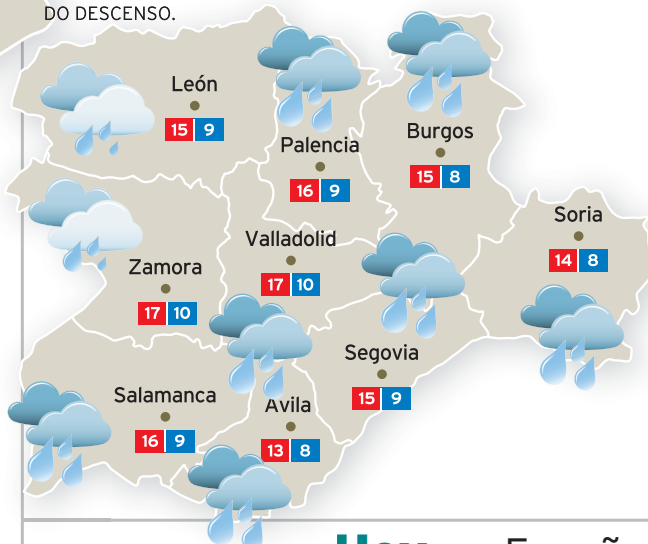 DO DESCENSO.
León
15 9
Palencia
16 9
Burgos
15 8
Soria
14 8
Valladolid
17 10
Zamora
17 10
Segovia
15 9
Salamanca
16 9
Ávila
13 8